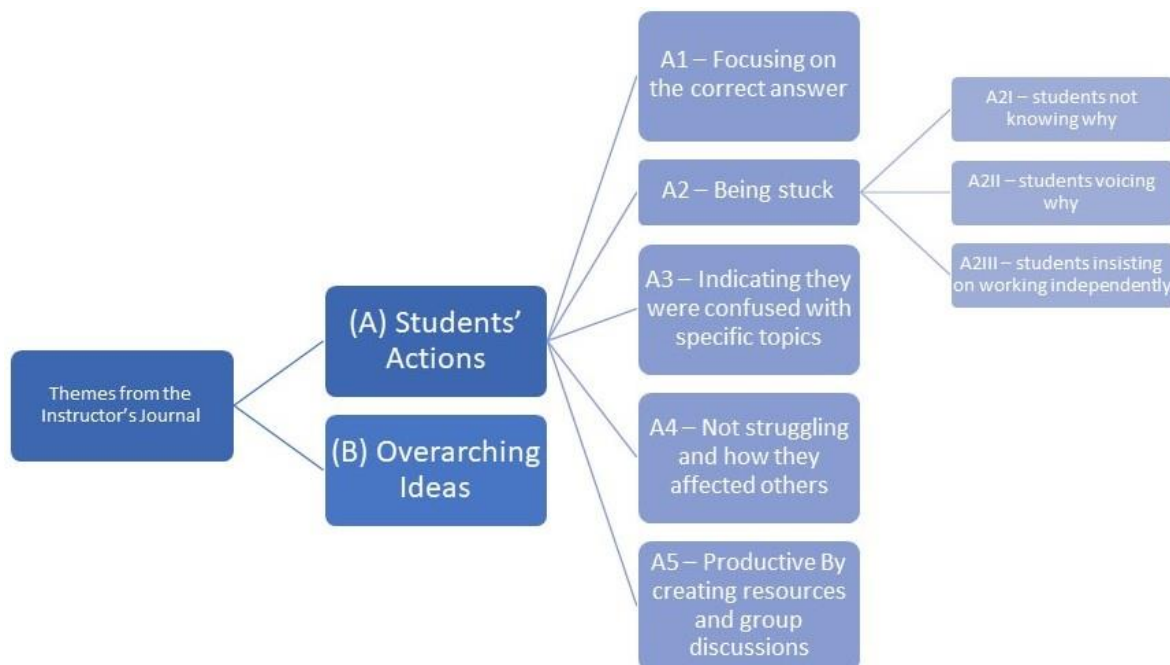 Themes from the
Instructor's Journal
(A) Students'
Actions
(B) Overarching
Ideas
A1 – Focusing on
the correct answer
A2 – Being stuck
A3 – Indicating they
were confused with
specific topics
A4 – Not struggling
and how they
affected others
A5 – Productive By
creating resources
and group
discussions
A2I – students not
knowing why
A2II – students voicing
why
A2III – students insisting
on working independently